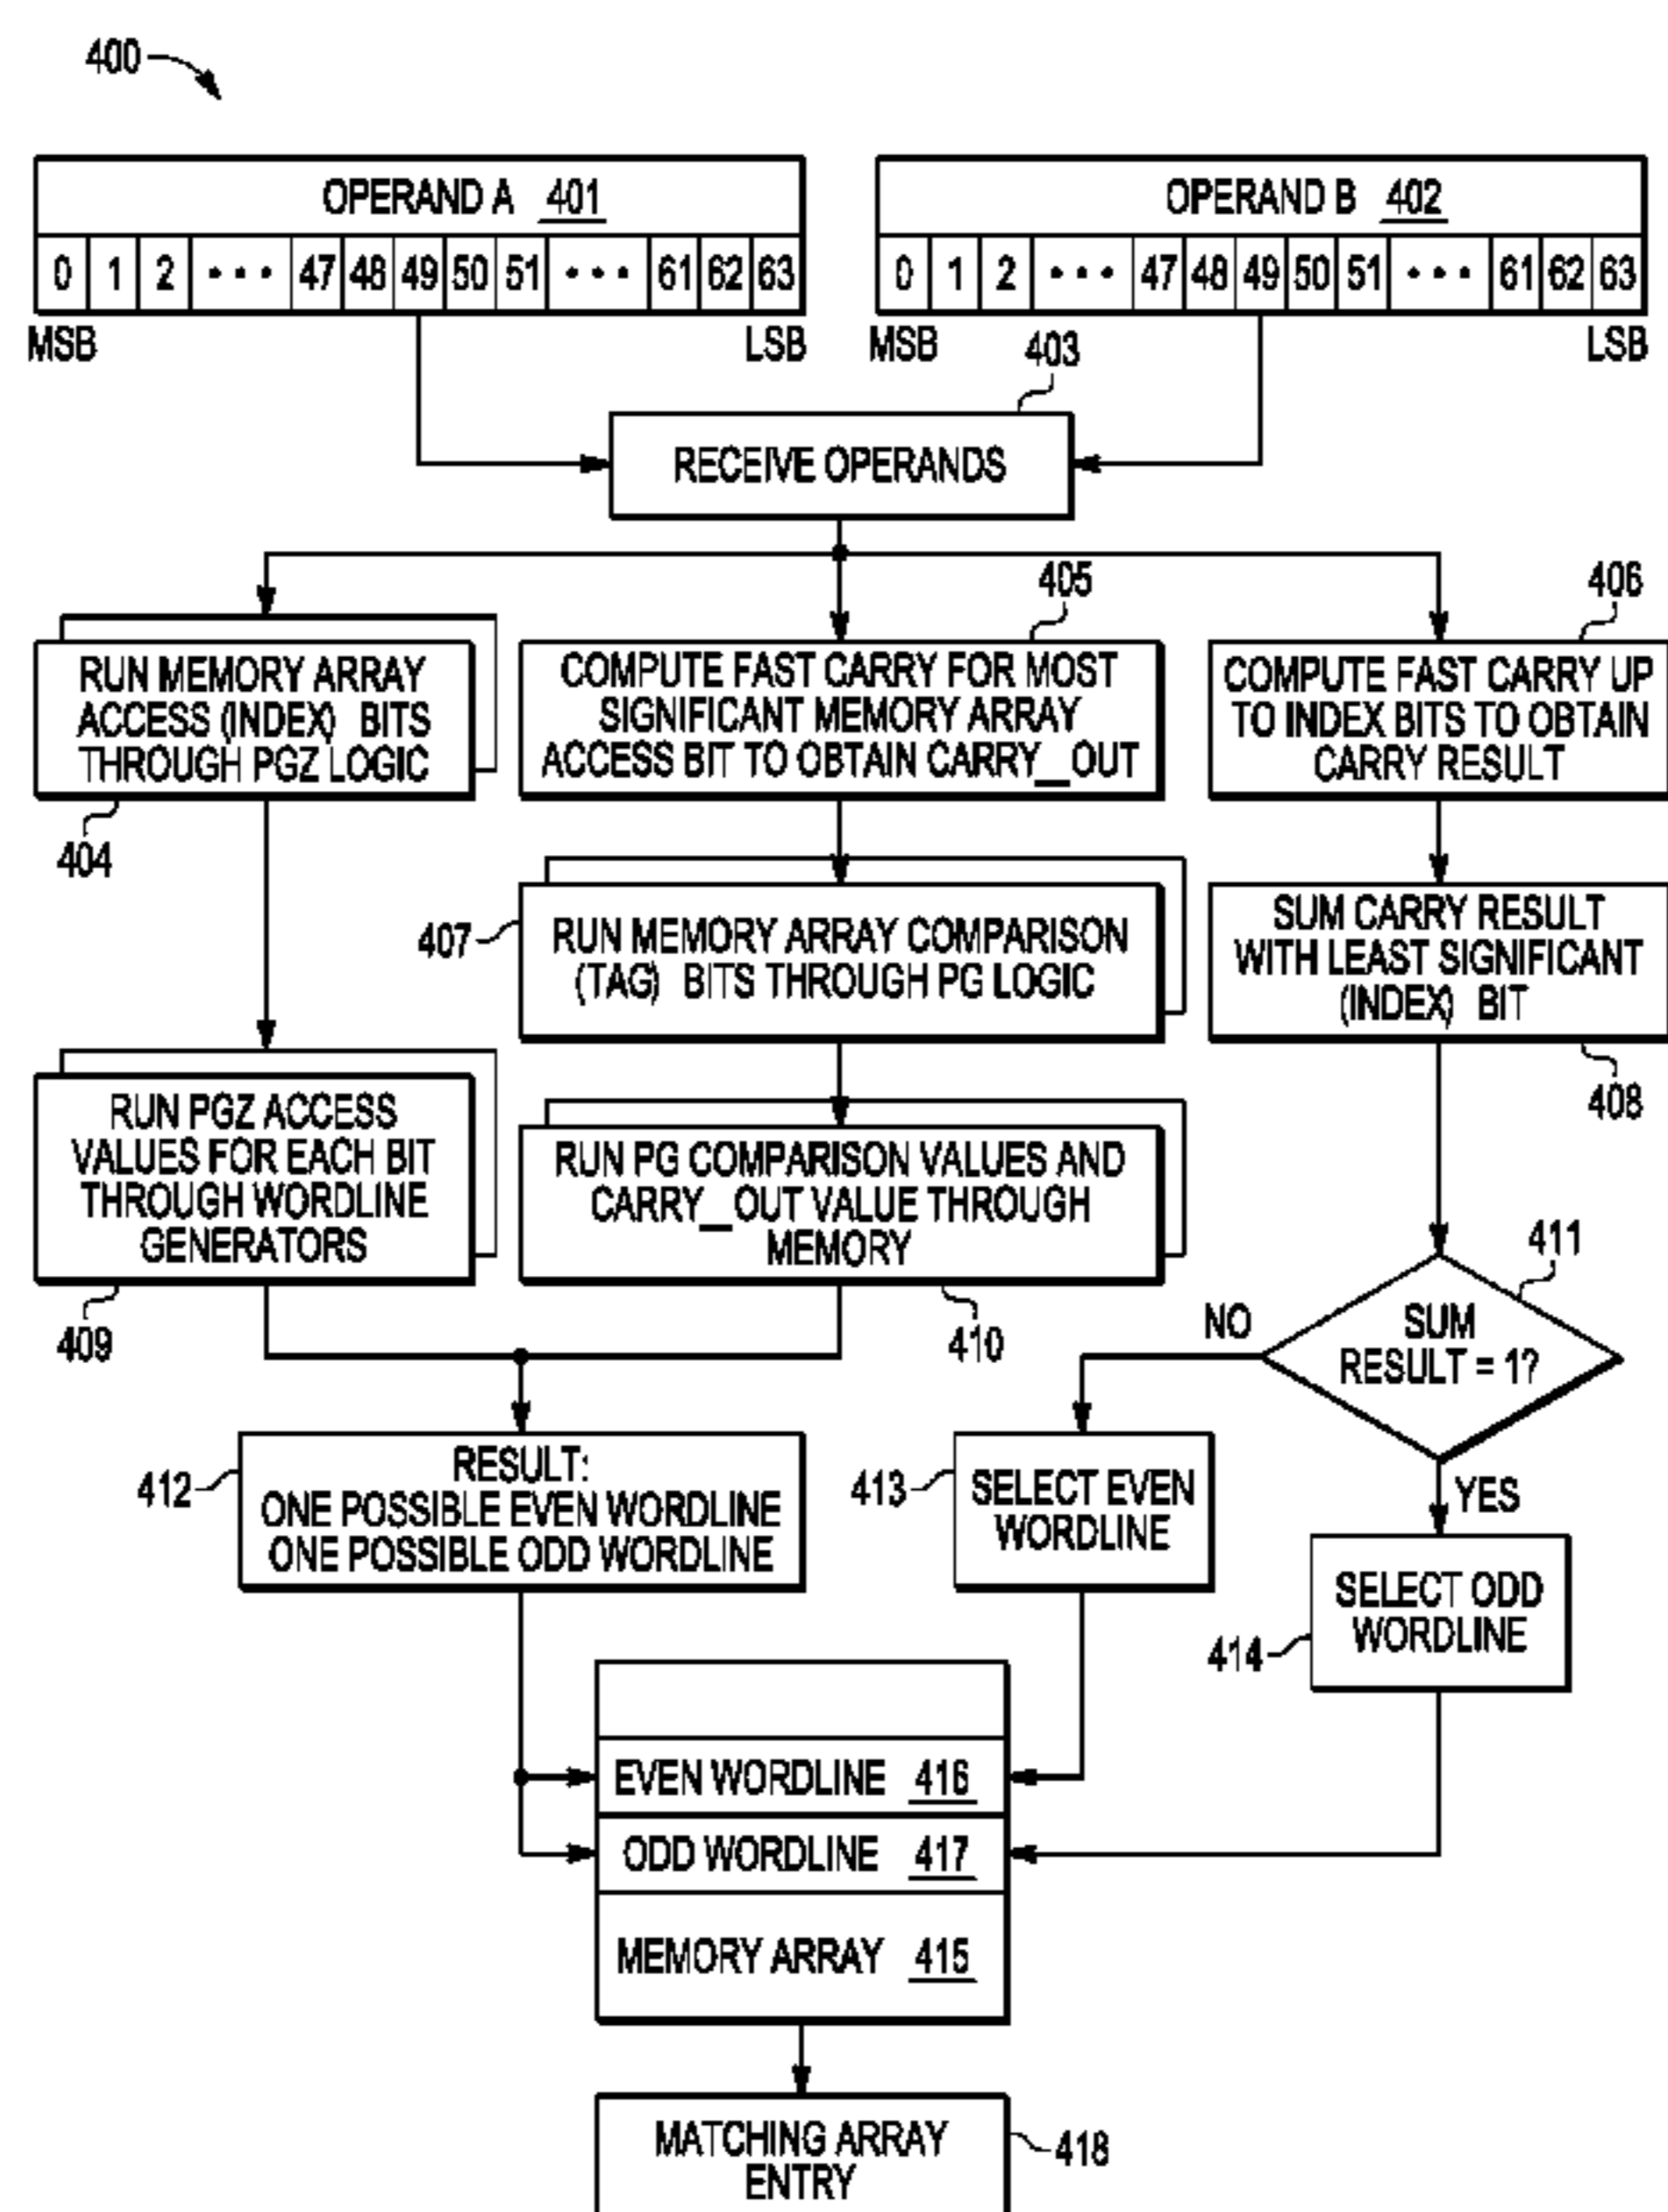 400
OPERAND A 401
0 1 2 • • • 47 48 49 50 51 • • • 61 62 63
MSB LSB
OPERAND B 402
0 1 2 • • • 47 48 49 50 51 • • • 61 62 63
MSB LSB
403
RECEIVE OPERANDS
RUN MEMORY ARRAY
ACCESS (INDEX) BITS
THROUGH PGZ LOGIC
404
405
COMPUTE FAST CARRY FOR MOST
SIGNIFICANT MEMORY ARRAY
ACCESS BIT TO OBTAIN CARRY__OUT
406
COMPUTE FAST CARRY UP
TO INDEX BITS TO OBTAIN
CARRY RESULT
407
RUN MEMORY ARRAY COMPARISON
(TAG) BITS THROUGH PG LOGIC
SUM CARRY RESULT
WITH LEAST SIGNIFICANT
(INDEX) BIT
408
RUN PGZ ACCESS
VALUES FOR EACH BIT
THROUGH WORDLINE
GENERATORS
409
RUN PG COMPARISON VALUES AND
CARRY__OUT VALUE THROUGH
MEMORY
410
411
SUM
RESULT = 1?
NO
YES
412
RESULT:
ONE POSSIBLE EVEN WORDLINE
ONE POSSIBLE ODD WORDLINE
413
SELECT EVEN
WORDLINE
414
SELECT ODD
WORDLINE
EVEN WORDLINE 416
ODD WORDLINE 417
MEMORY ARRAY 415
MATCHING ARRAY
ENTRY
418